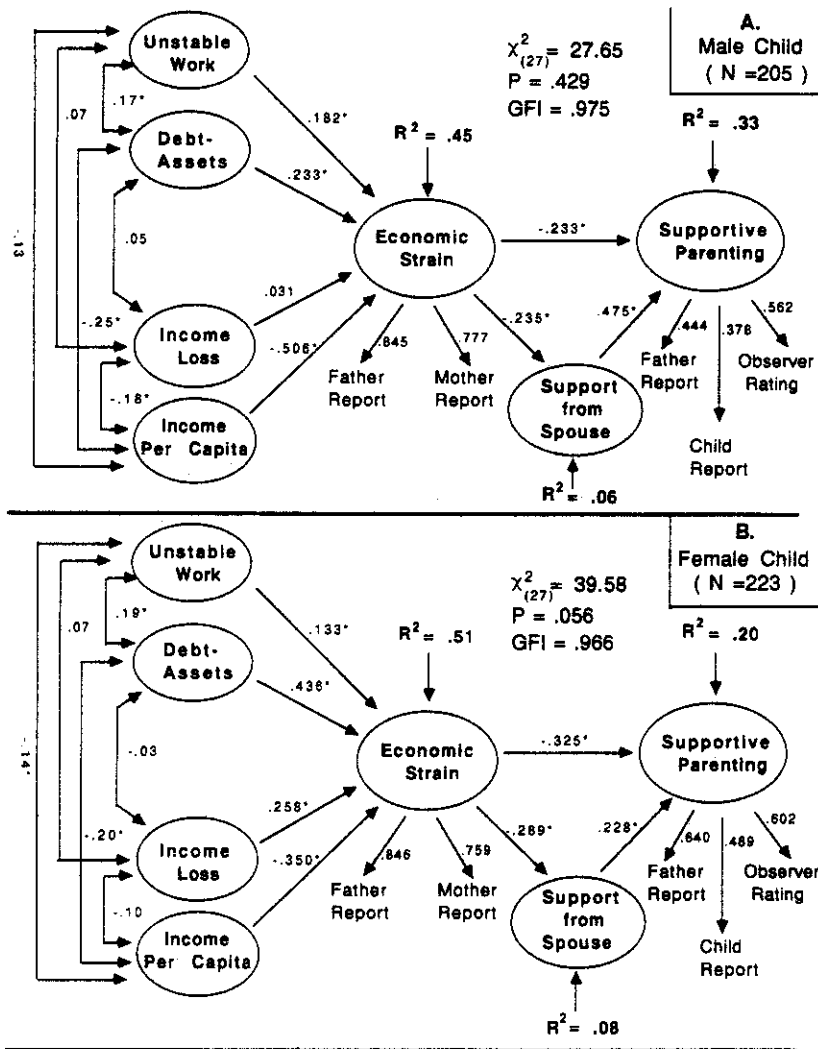 A.
Male Child
( N =205 )
χ²(27)= 27.65
P = .429
GFI = .975
Unstable
Work
Debt-
Assets
Income
Loss
Income
Per Capita
-.13
.07
.17*
.05
-.25*
-.18*
.182*
.233*
.031
-.506*
R² = .45
Economic
Strain
.845
.777
Father
Report
Mother
Report
-.233*
-.235*
.475*
Support
from
Spouse
R² = .06
R² = .33
Supportive
Parenting
.444
.378
.562
Father
Report
Observer
Rating
Child
Report
B.
Female Child
( N =223 )
χ²(27)= 39.58
P = .056
GFI = .966
Unstable
Work
Debt-
Assets
Income
Loss
Income
Per Capita
-.14*
.07
.19*
-.03
-.20*
-.10
.133*
.436*
.258*
-.350*
R² = .51
Economic
Strain
.846
.759
Father
Report
Mother
Report
-.325*
-.289*
.228*
Support
from
Spouse
R² = .08
R² = .20
Supportive
Parenting
.640
.489
.602
Father
Report
Observer
Rating
Child
Report